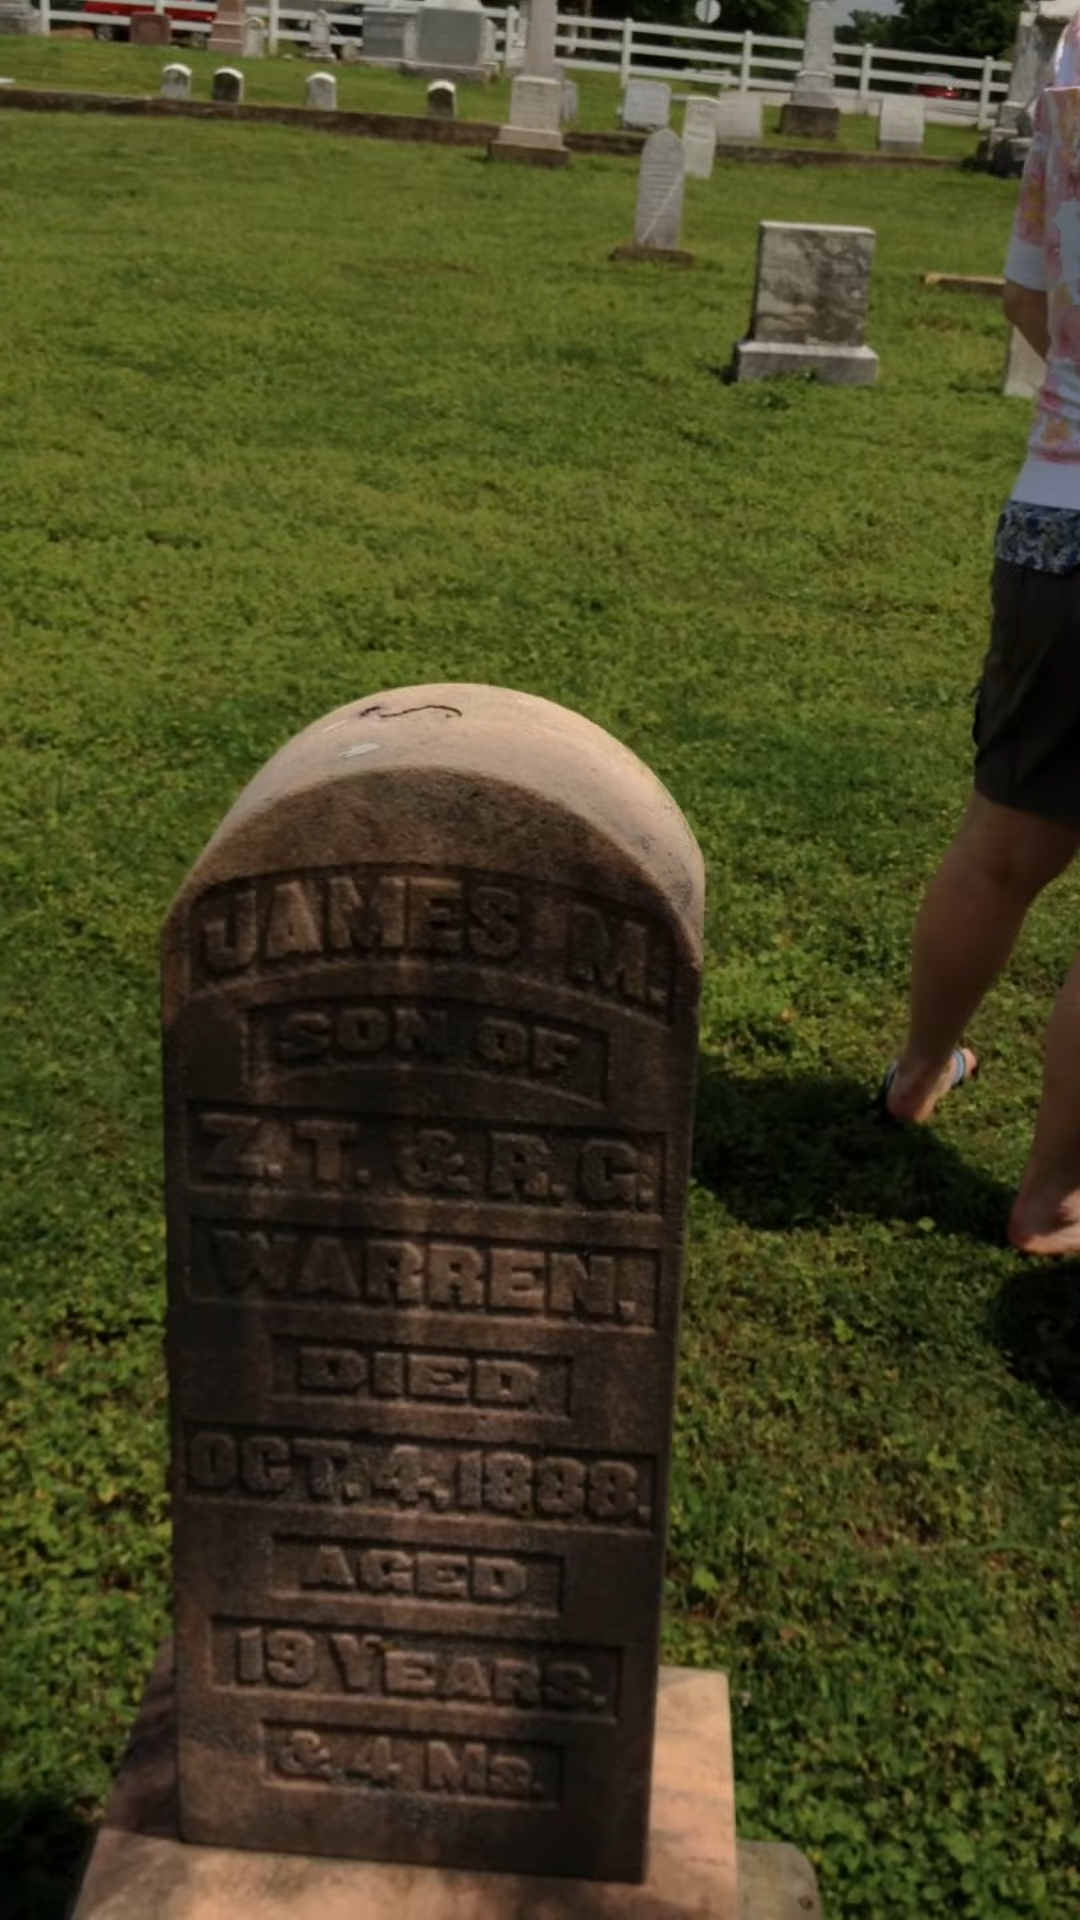 JAMES M.
SON OF
Z. T. & R. G.
WARREN,
DIED
OCT. 4, 1888.
AGED
19 YEARS.
& 4 Ms.